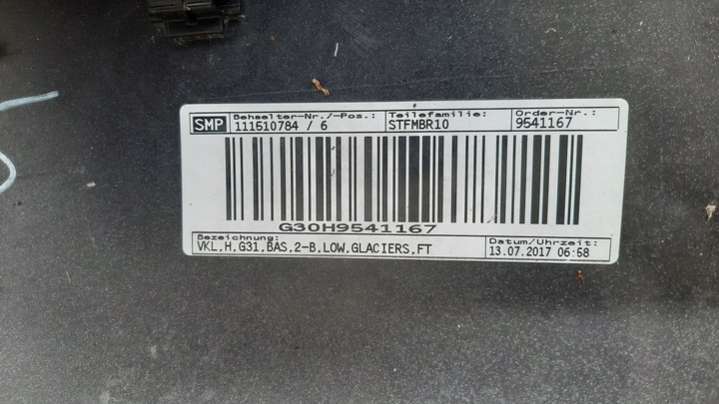 SMP
Behaelter-Nr./-Pos.: Teilefamilie: Order-Nr.:
111610784 / 6 STFMBR10 9541167
G30H9541167
Bezeichnung: Datum/Uhrzeit:
VKL,H,G31,BAS,2-B,LOW,GLACIERS,FT 13.07.2017 06:58